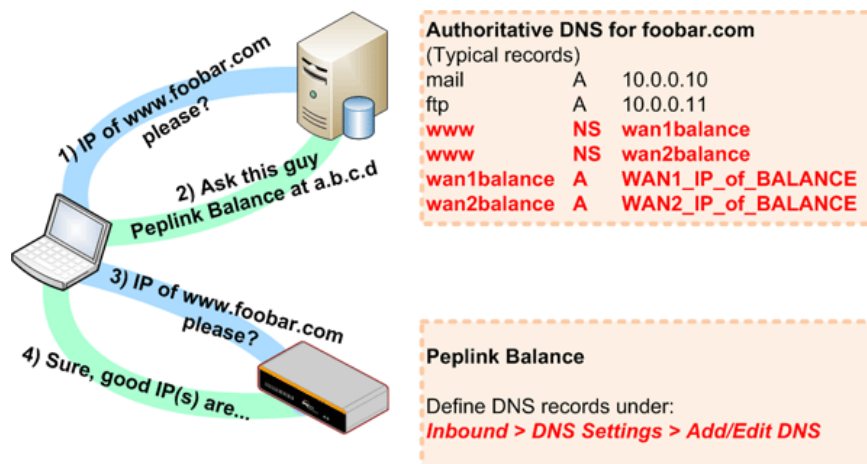 1) IP of www.foobar.com
please?
2) Ask this guy
Peplink Balance at a.b.c.d
3) IP of www.foobar.com
please?
4) Sure, good IP(s) are...
Authoritative DNS for foobar.com
(Typical records)
mail A 10.0.0.10
ftp A 10.0.0.11
www NS wan1balance
www NS wan2balance
wan1balance A WAN1_IP_of_BALANCE
wan2balance A WAN2_IP_of_BALANCE
Peplink Balance
Define DNS records under:
Inbound > DNS Settings > Add/Edit DNS